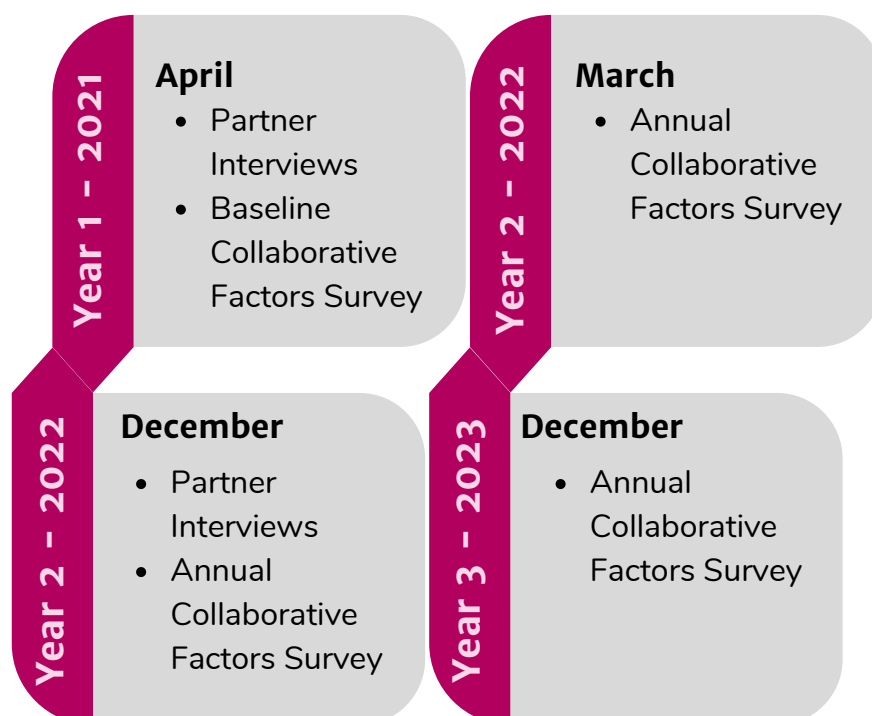 Year 1 – 2021
April
• Partner
Interviews
• Baseline
Collaborative
Factors Survey
Year 2 – 2022
March
• Annual
Collaborative
Factors Survey
Year 2 – 2022
December
• Partner
Interviews
• Annual
Collaborative
Factors Survey
Year 3 – 2023
December
• Annual
Collaborative
Factors Survey